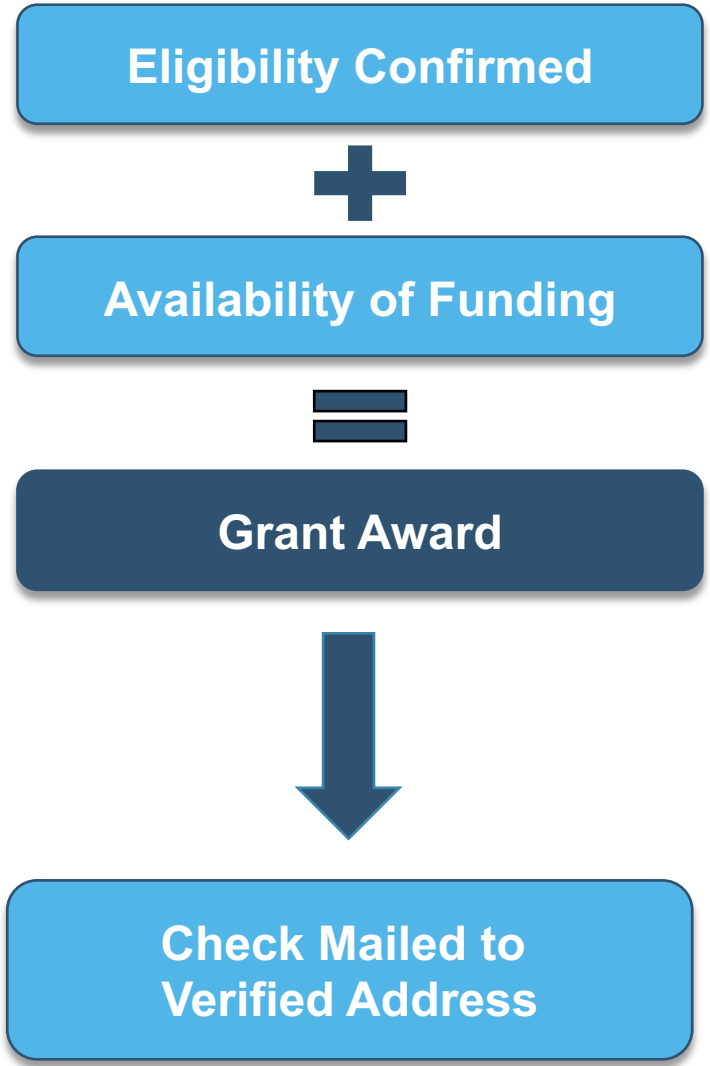 Eligibility Confirmed
Availability of Funding
Grant Award
Check Mailed to
Verified Address